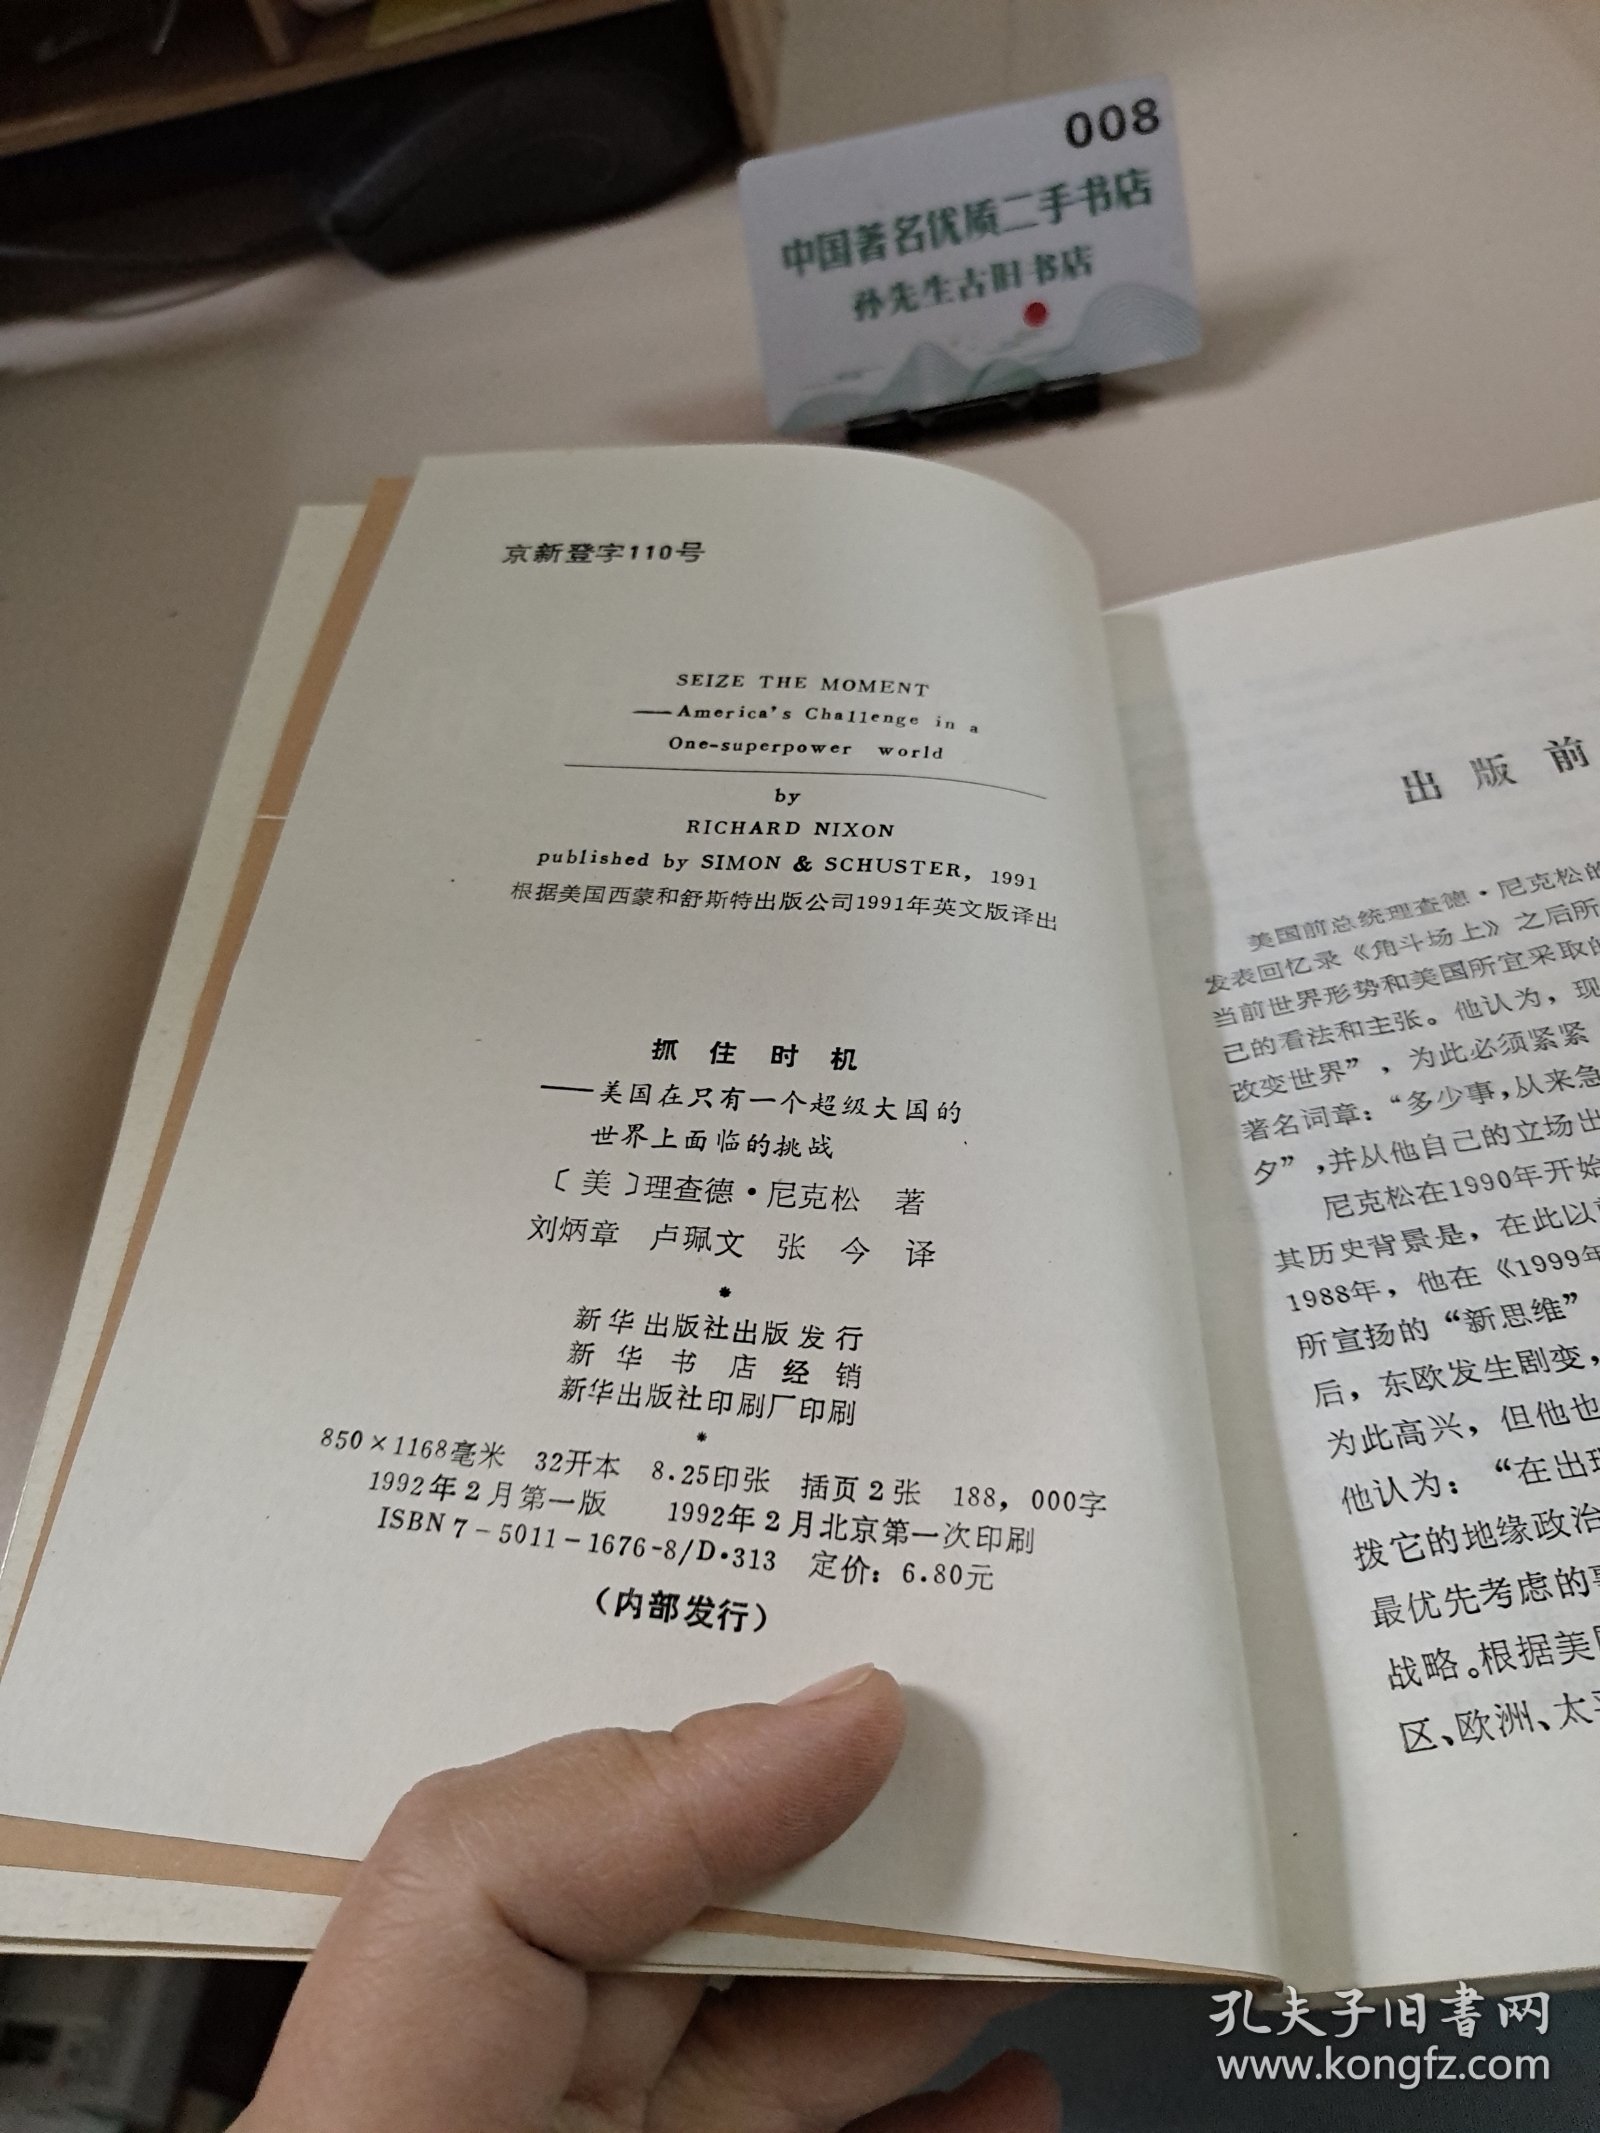 008
中国著名优质二手书店
孙先生古旧书店
京新登字110号
SEIZE THE MOMENT
——America's Challenge in a
One-superpower world
by
RICHARD NIXON
published by SIMON & SCHUSTER, 1991
根据美国西蒙和舒斯特出版公司1991年英文版译出
抓住时机
——美国在只有一个超级大国的
世界上面临的挑战
〔美〕理查德·尼克松 著
刘炳章 卢珮文 张今 译
*
新华出版社出版发行
新华书店经销
新华出版社印刷厂印刷
*
850×1168毫米 32开本 8.25印张 插页2张 188,000字
1992年2月第一版 1992年2月北京第一次印刷
ISBN 7-5011-1676-8/D·313 定价：6.80元
（内部发行）
出版前
美国前总统理查德·尼克松的
发表回忆录《角斗场上》之后所
当前世界形势和美国所宜采取的
己的看法和主张。他认为，现
改变世界”，为此必须紧紧
著名词章：“多少事，从来急
夕”，并从他自己的立场出
尼克松在1990年开始
其历史背景是，在此以前
1988年，他在《1999年
所宣扬的“新思维”
后，东欧发生剧变，
为此高兴，但他也
他认为：“在出现
拨它的地缘政治
最优先考虑的事
战略。根据美国
区、欧洲、太平
孔夫子旧书网
www.kongfz.com